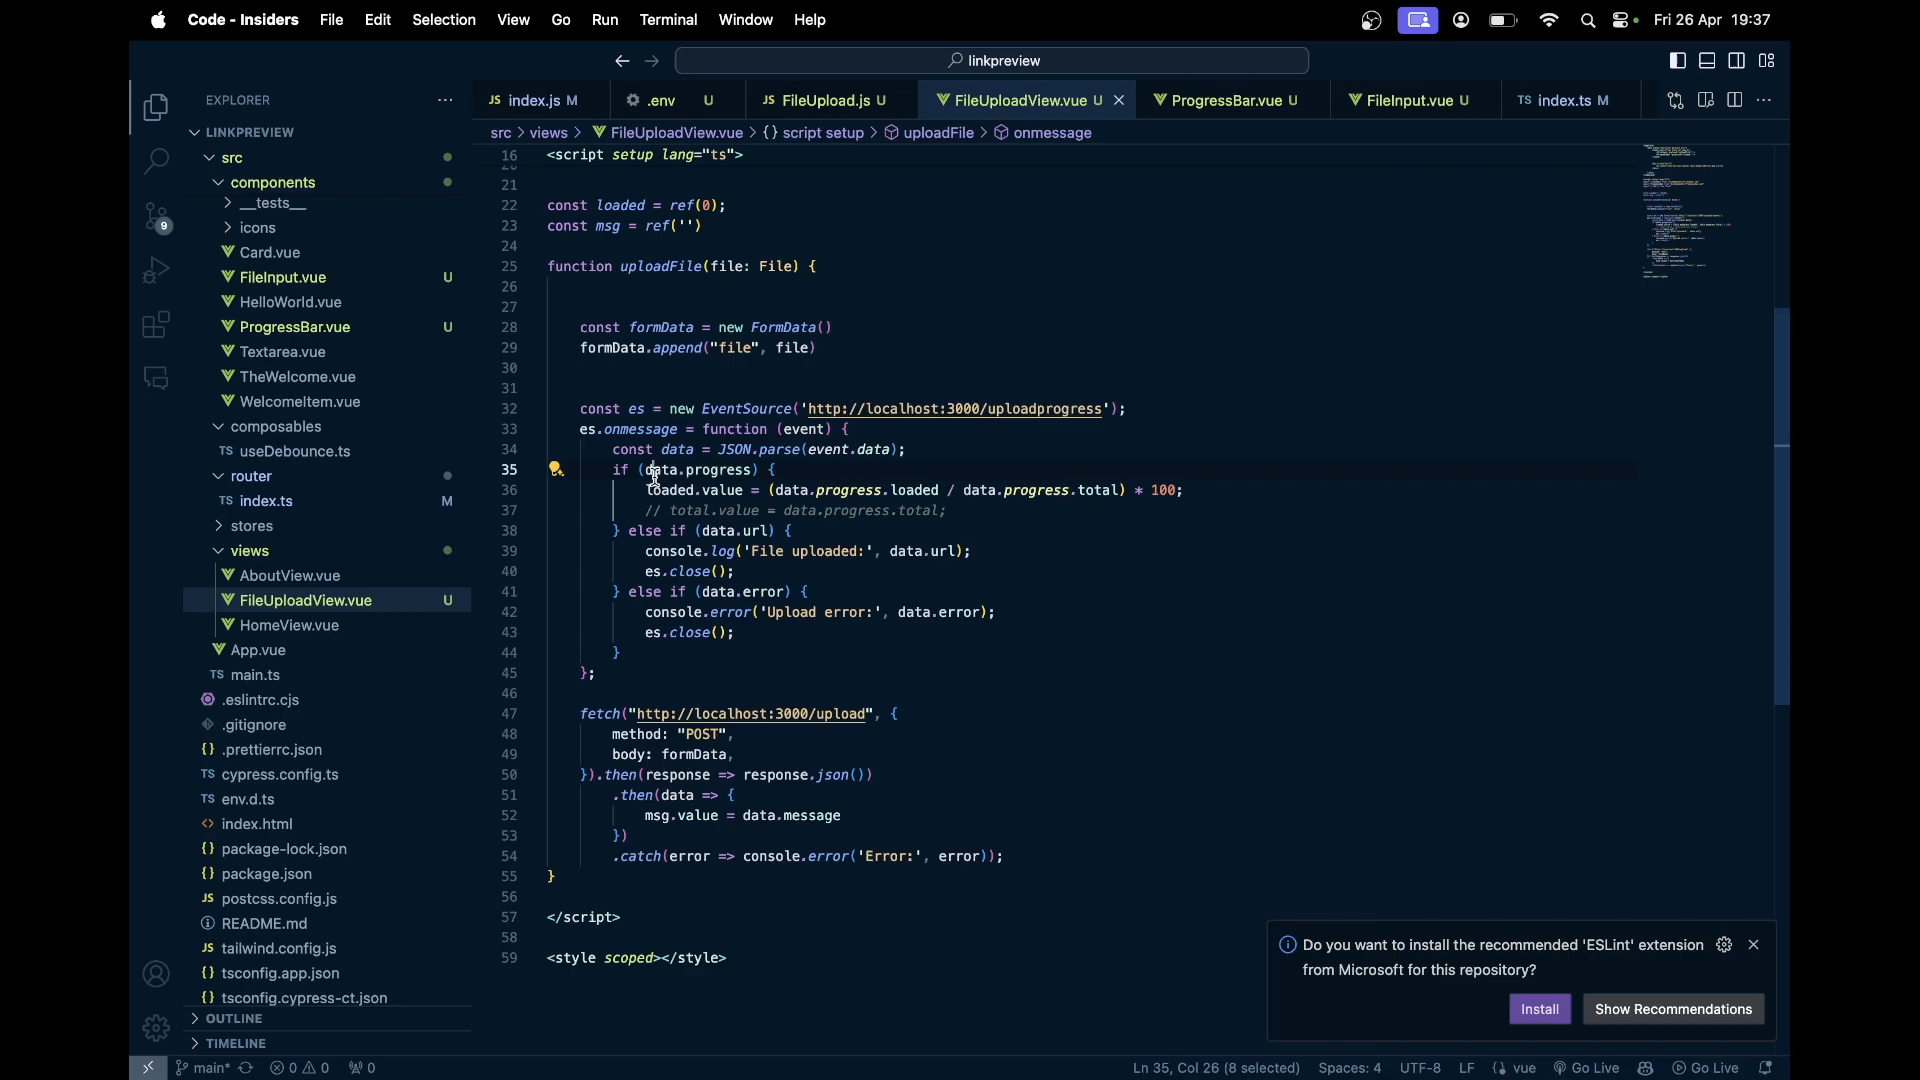 Code - Insiders File Edit Selection View Go Run Terminal Window Help Fri 26 Apr 19:37
linkpreview
EXPLORER
LINKPREVIEW
src
components
__tests__
icons
Card.vue
FileInput.vue U
HelloWorld.vue
ProgressBar.vue U
Textarea.vue
TheWelcome.vue
WelcomeItem.vue
composables
TS useDebounce.ts
router
TS index.ts M
stores
views
AboutView.vue
FileUploadView.vue U
HomeView.vue
App.vue
TS main.ts
.eslintrc.cjs
.gitignore
{} .prettierrc.json
TS cypress.config.ts
TS env.d.ts
<> index.html
{} package-lock.json
{} package.json
JS postcss.config.js
README.md
JS tailwind.config.js
{} tsconfig.app.json
{} tsconfig.cypress-ct.json
OUTLINE
TIMELINE
9
JS index.js M .env U JS FileUpload.js U FileUploadView.vue U ProgressBar.vue U FileInput.vue U TS index.ts M
src > views > FileUploadView.vue > {} script setup > uploadFile > onmessage
16 <script setup lang="ts">
21
22 const loaded = ref(0);
23 const msg = ref('')
24
25 function uploadFile(file: File) {
26
27
28 const formData = new FormData()
29 formData.append("file", file)
30
31
32 const es = new EventSource('http://localhost:3000/uploadprogress');
33 es.onmessage = function (event) {
34 const data = JSON.parse(event.data);
35 if (data.progress) {
36 loaded.value = (data.progress.loaded / data.progress.total) * 100;
37 // total.value = data.progress.total;
38 } else if (data.url) {
39 console.log('File uploaded:', data.url);
40 es.close();
41 } else if (data.error) {
42 console.error('Upload error:', data.error);
43 es.close();
44 }
45 };
46
47 fetch("http://localhost:3000/upload", {
48 method: "POST",
49 body: formData,
50 }).then(response => response.json())
51 .then(data => {
52 msg.value = data.message
53 })
54 .catch(error => console.error('Error:', error));
55 }
56
57 </script>
58
59 <style scoped></style>
Do you want to install the recommended 'ESLint' extension
from Microsoft for this repository?
Install Show Recommendations
main* 0 0 0 Ln 35, Col 26 (8 selected) Spaces: 4 UTF-8 LF vue Go Live Go Live